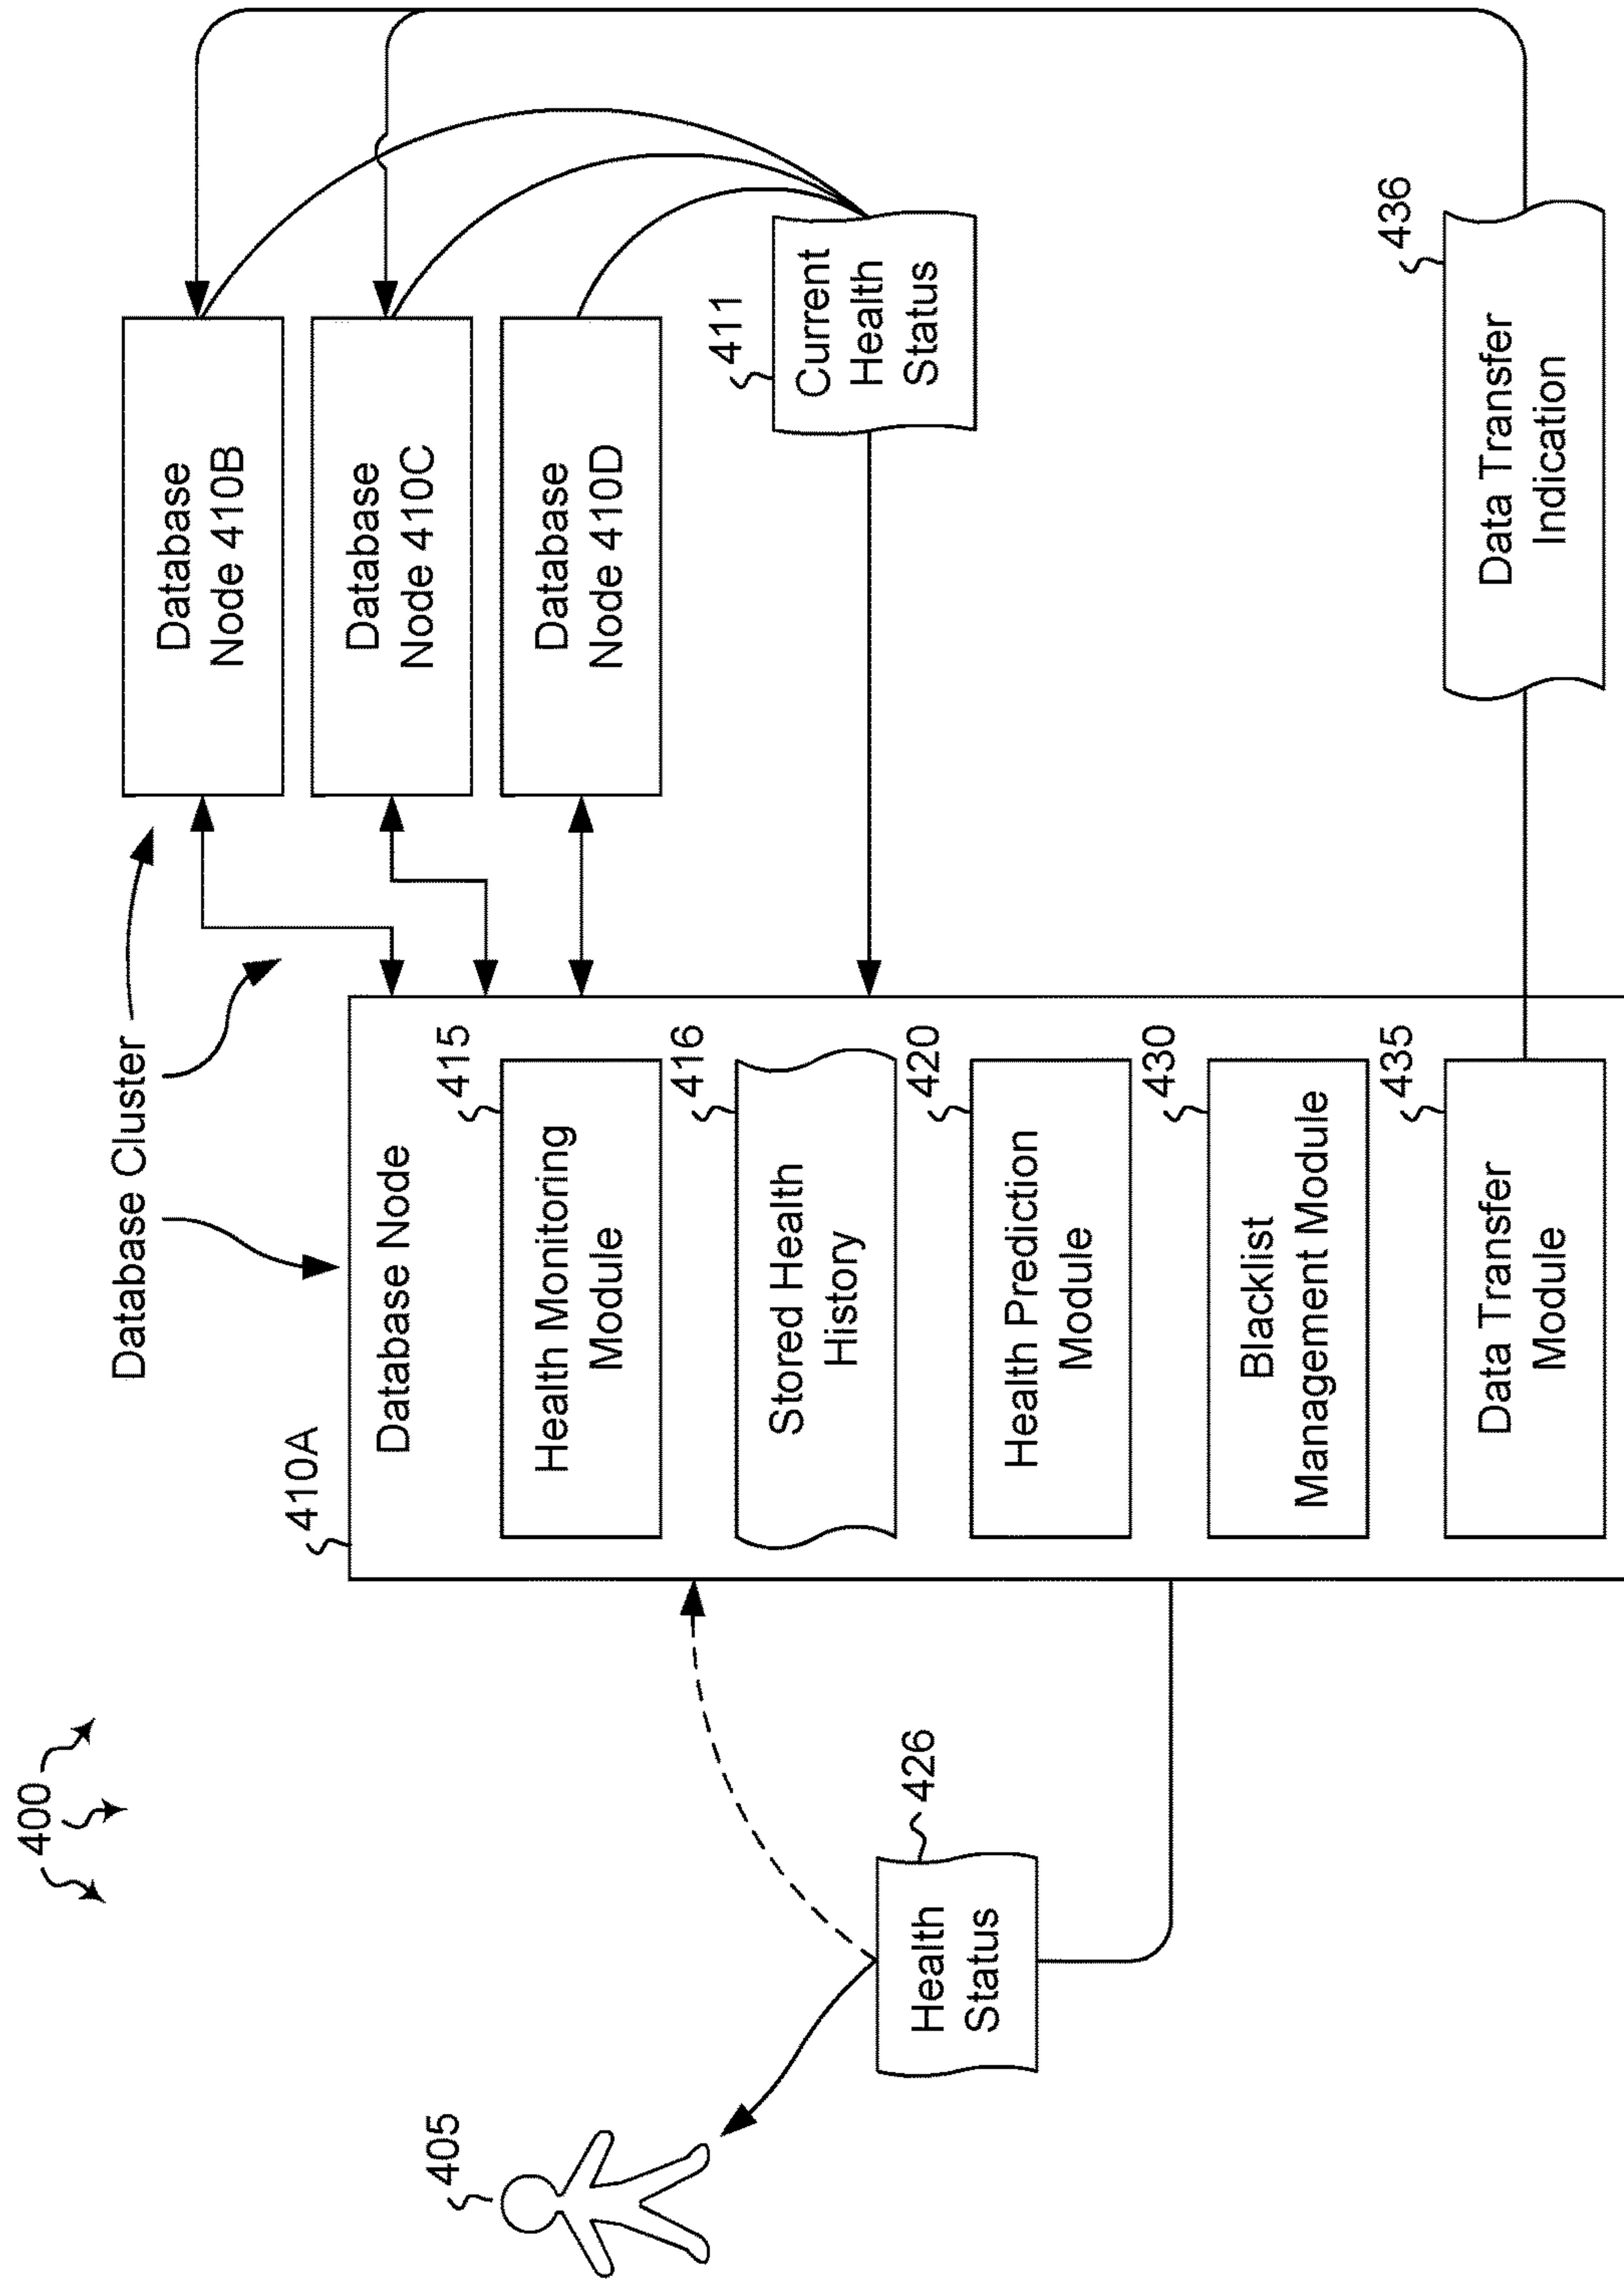 400
405
Health
Status
426
Database Cluster
410A
Database Node
Health Monitoring
Module
415
Stored Health
History
416
Health Prediction
Module
420
Blacklist
Management Module
430
Data Transfer
Module
435
Database
Node 410B
Database
Node 410C
Database
Node 410D
411
Current
Health
Status
436
Data Transfer
Indication